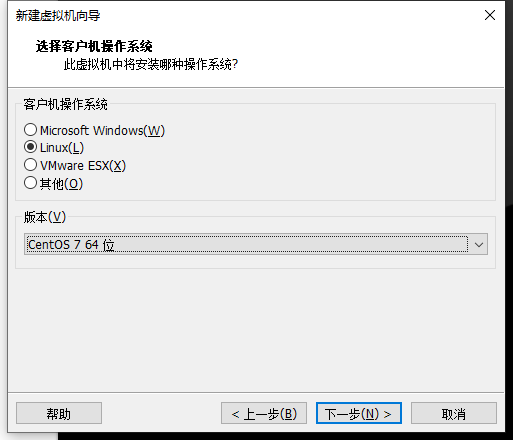 新建虚拟机向导
选择客户机操作系统
此虚拟机中将安装哪种操作系统?
客户机操作系统
Microsoft Windows(W)
Linux(L)
VMware ESX(X)
其他(O)
版本(V)
CentOS 7 64 位
帮助
< 上一步(B)
下一步(N) >
取消